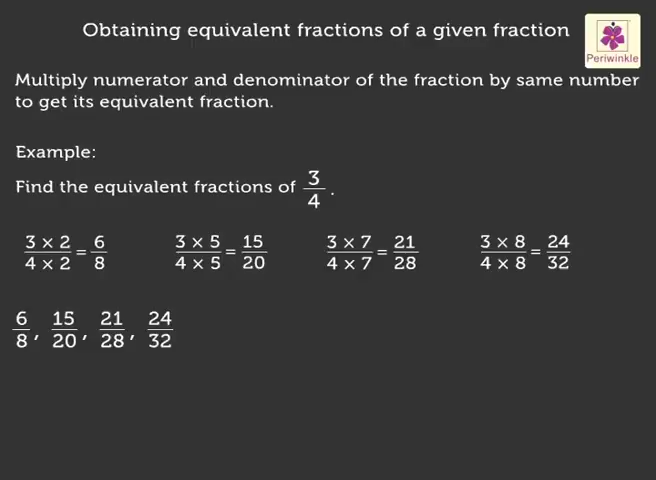 Obtaining equivalent fractions of a given fraction
Periwinkle
Multiply numerator and denominator of the fraction by same number
to get its equivalent fraction.
Example:
Find the equivalent fractions of 3/4 .
3 × 2 / 4 × 2 = 6/8   3 × 5 / 4 × 5 = 15/20   3 × 7 / 4 × 7 = 21/28   3 × 8 / 4 × 8 = 24/32
6/8, 15/20, 21/28, 24/32